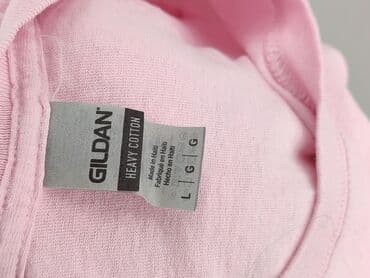 GILDAN
HEAVY COTTON
Made in Haiti
Fabriqué en Haïti
Hecho en Haití
L | G | G